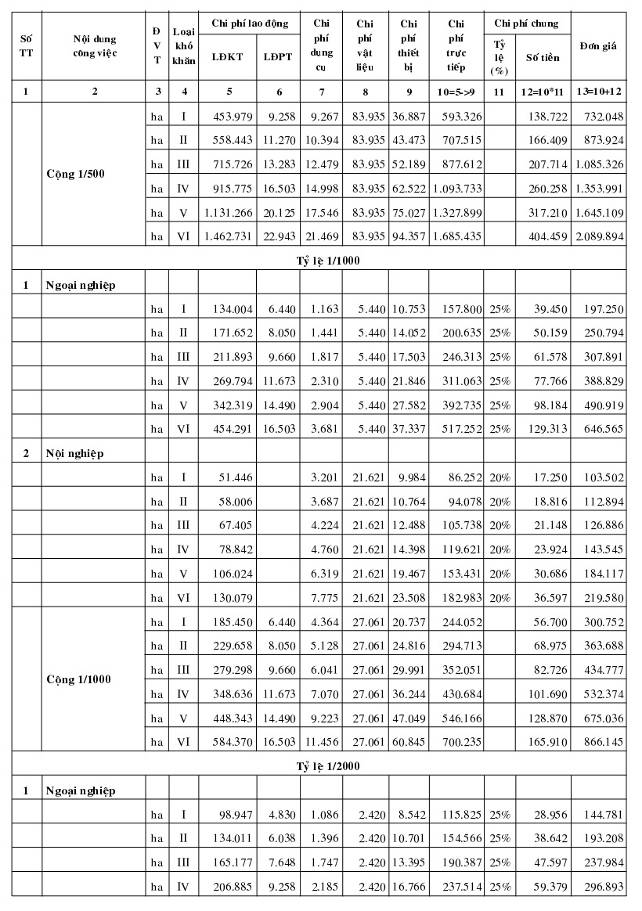 Số TT | Nội dung công việc | Đ V T | Loại khó khăn | Chi phí lao động | Chi phí dụng cụ | Chi phí vật liệu | Chi phí thiết bị | Chi phí trực tiếp | Chi phí chung | Đơn giá
LĐKT | LĐPT | Tỷ lệ (%) | Số tiền
1 | 2 | 3 | 4 | 5 | 6 | 7 | 8 | 9 | 10=5->9 | 11 | 12=10*11 | 13=10+12
Cộng 1/500
ha | I | 453.979 | 9.258 | 9.267 | 83.935 | 36.887 | 593.326 | 138.722 | 732.048
ha | II | 558.443 | 11.270 | 10.394 | 83.935 | 43.473 | 707.515 | 166.409 | 873.924
ha | III | 715.726 | 13.283 | 12.479 | 83.935 | 52.189 | 877.612 | 207.714 | 1.085.326
ha | IV | 915.775 | 16.503 | 14.998 | 83.935 | 62.522 | 1.093.733 | 260.258 | 1.353.991
ha | V | 1.131.266 | 20.125 | 17.546 | 83.935 | 75.027 | 1.327.899 | 317.210 | 1.645.109
ha | VI | 1.462.731 | 22.943 | 21.469 | 83.935 | 94.357 | 1.685.435 | 404.459 | 2.089.894
Tỷ lệ 1/1000
1 | Ngoại nghiệp
ha | I | 134.004 | 6.440 | 1.163 | 5.440 | 10.753 | 157.800 | 25% | 39.450 | 197.250
ha | II | 171.652 | 8.050 | 1.441 | 5.440 | 14.052 | 200.635 | 25% | 50.159 | 250.794
ha | III | 211.893 | 9.660 | 1.817 | 5.440 | 17.503 | 246.313 | 25% | 61.578 | 307.891
ha | IV | 269.794 | 11.673 | 2.310 | 5.440 | 21.846 | 311.063 | 25% | 77.766 | 388.829
ha | V | 342.319 | 14.490 | 2.904 | 5.440 | 27.582 | 392.735 | 25% | 98.184 | 490.919
ha | VI | 454.291 | 16.503 | 3.681 | 5.440 | 37.337 | 517.252 | 25% | 129.313 | 646.565
2 | Nội nghiệp
ha | I | 51.446 | 3.201 | 21.621 | 9.984 | 86.252 | 20% | 17.250 | 103.502
ha | II | 58.006 | 3.687 | 21.621 | 10.764 | 94.078 | 20% | 18.816 | 112.894
ha | III | 67.405 | 4.224 | 21.621 | 12.488 | 105.738 | 20% | 21.148 | 126.886
ha | IV | 78.842 | 4.760 | 21.621 | 14.398 | 119.621 | 20% | 23.924 | 143.545
ha | V | 106.024 | 6.319 | 21.621 | 19.467 | 153.431 | 20% | 30.686 | 184.117
ha | VI | 130.079 | 7.775 | 21.621 | 23.508 | 182.983 | 20% | 36.597 | 219.580
Cộng 1/1000
ha | I | 185.450 | 6.440 | 4.364 | 27.061 | 20.737 | 244.052 | 56.700 | 300.752
ha | II | 229.658 | 8.050 | 5.128 | 27.061 | 24.816 | 294.713 | 68.975 | 363.688
ha | III | 279.298 | 9.660 | 6.041 | 27.061 | 29.991 | 352.051 | 82.726 | 434.777
ha | IV | 348.636 | 11.673 | 7.070 | 27.061 | 36.244 | 430.684 | 101.690 | 532.374
ha | V | 448.343 | 14.490 | 9.223 | 27.061 | 47.049 | 546.166 | 128.870 | 675.036
ha | VI | 584.370 | 16.503 | 11.456 | 27.061 | 60.845 | 700.235 | 165.910 | 866.145
Tỷ lệ 1/2000
1 | Ngoại nghiệp
ha | I | 98.947 | 4.830 | 1.086 | 2.420 | 8.542 | 115.825 | 25% | 28.956 | 144.781
ha | II | 134.011 | 6.038 | 1.396 | 2.420 | 10.701 | 154.566 | 25% | 38.642 | 193.208
ha | III | 165.177 | 7.648 | 1.747 | 2.420 | 13.395 | 190.387 | 25% | 47.597 | 237.984
ha | IV | 206.885 | 9.258 | 2.185 | 2.420 | 16.766 | 237.514 | 25% | 59.379 | 296.893